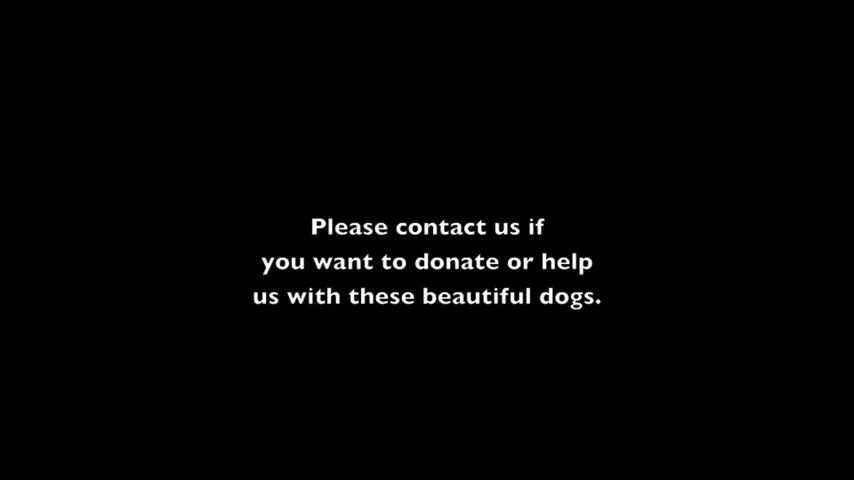 Please contact us if
you want to donate or help
us with these beautiful dogs.